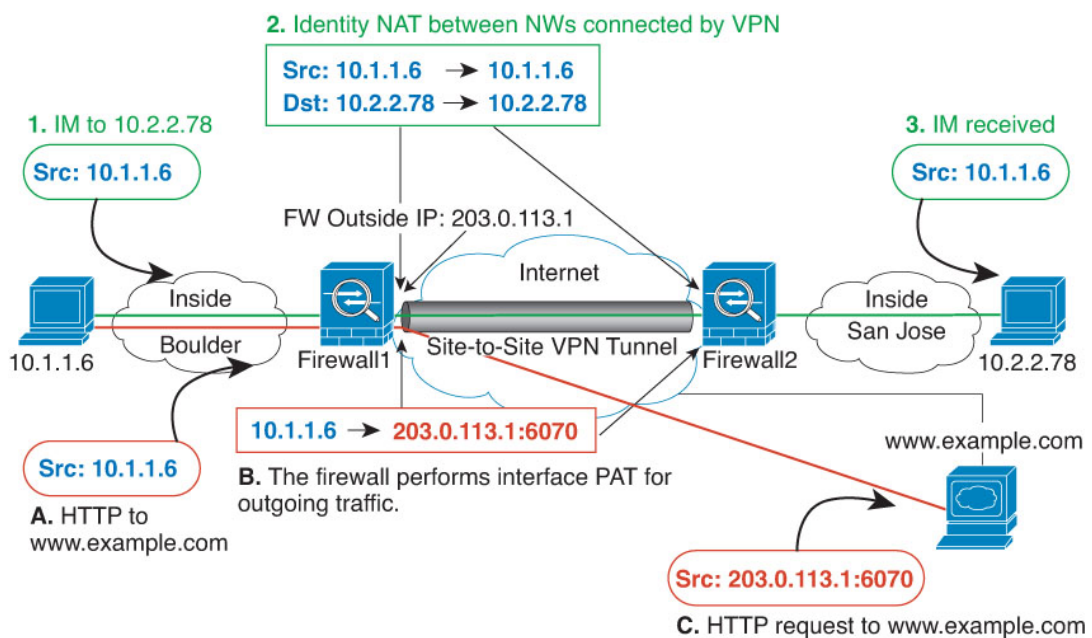 2. Identity NAT between NWs connected by VPN
Src: 10.1.1.6 → 10.1.1.6
Dst: 10.2.2.78 → 10.2.2.78
1. IM to 10.2.2.78
Src: 10.1.1.6
3. IM received
Src: 10.1.1.6
FW Outside IP: 203.0.113.1
Internet
Inside
Boulder
Inside
San Jose
10.1.1.6
Firewall1
Site-to-Site VPN Tunnel
Firewall2
10.2.2.78
10.1.1.6 → 203.0.113.1:6070
B. The firewall performs interface PAT for
outgoing traffic.
Src: 10.1.1.6
A. HTTP to
www.example.com
www.example.com
Src: 203.0.113.1:6070
C. HTTP request to www.example.com